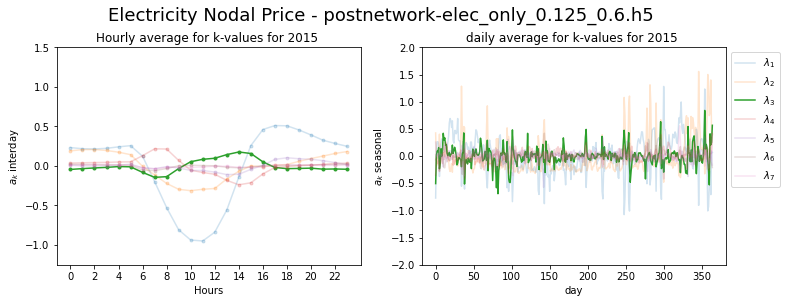 Electricity Nodal Price - postnetwork-elec_only_0.125_0.6.h5
Hourly average for k-values for 2015
1.5
1.0
0.5
0.0
−0.5
−1.0
aₖ interday
0 2 4 6 8 10 12 14 16 18 20 22
Hours
daily average for k-values for 2015
2.0
1.5
1.0
0.5
0.0
−0.5
−1.0
−1.5
−2.0
aₖ seasonal
0 50 100 150 200 250 300 350
day
λ₁
λ₂
λ₃
λ₄
λ₅
λ₆
λ₇